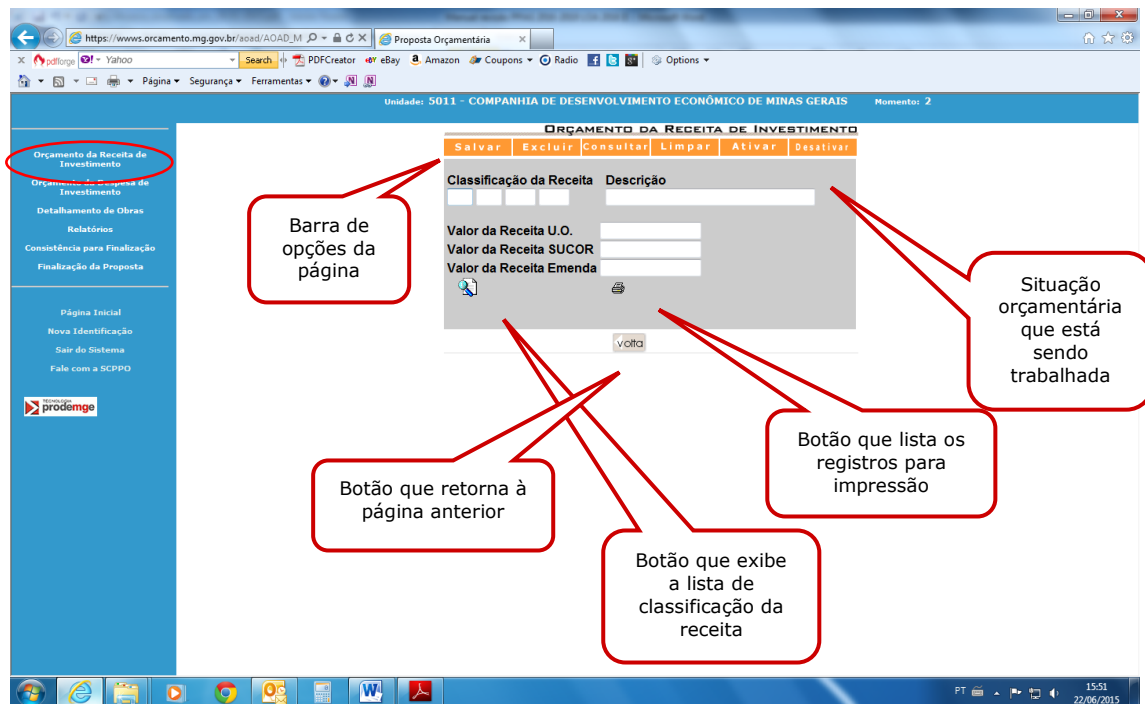 https://wwws.orcamento.mg.gov.br/aoad/AOAD_M
Proposta Orçamentária
pdfforge
Yahoo
Search
PDFCreator
eBay
Amazon
Coupons
Radio
Options
Página
Segurança
Ferramentas
Unidade: 5011 - COMPANHIA DE DESENVOLVIMENTO ECONÔMICO DE MINAS GERAIS Momento: 2
Orçamento da Receita de
Investimento
Orçamento da Despesa de
Investimento
Detalhamento de Obras
Relatórios
Consistência para Finalização
Finalização da Proposta
Página Inicial
Nova Identificação
Sair do Sistema
Fale com a SCPPO
TECNOLOGIA
prodemge
ORÇAMENTO DA RECEITA DE INVESTIMENTO
Salvar Excluir Consultar Limpar Ativar Desativar
Classificação da Receita Descrição
Valor da Receita U.O.
Valor da Receita SUCOR
Valor da Receita Emenda
volta
Barra de
opções da
página
Situação
orçamentária
que está
sendo
trabalhada
Botão que lista os
registros para
impressão
Botão que retorna à
página anterior
Botão que exibe
a lista de
classificação da
receita
PT
15:51
22/06/2015